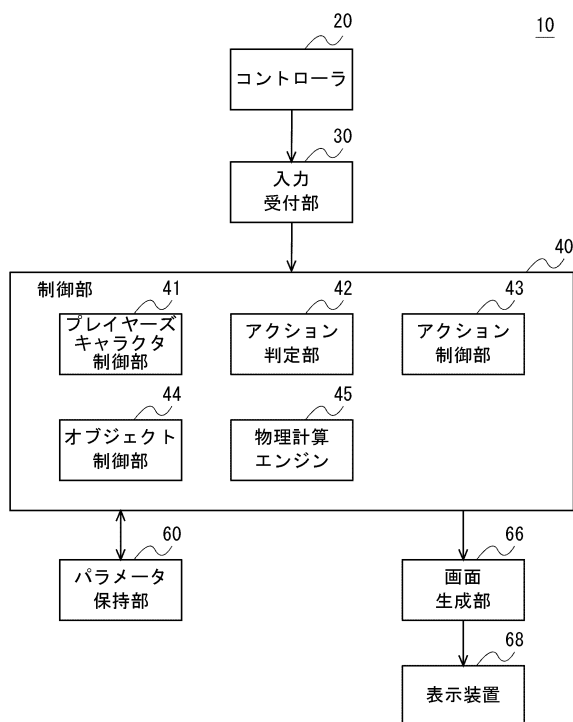 20
10
コントローラ
30
入力
受付部
40
制御部
41
42
43
プレイヤーズ
キャラクタ
制御部
アクション
判定部
アクション
制御部
44
45
オブジェクト
制御部
物理計算
エンジン
60
66
パラメータ
保持部
画面
生成部
68
表示装置